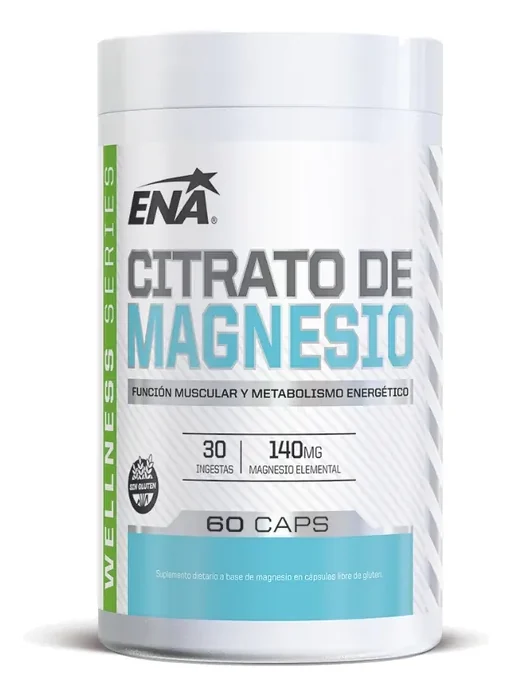 WELLNESS SERIES
ENA®
CITRATO DE
MAGNESIO
FUNCIÓN MUSCULAR Y METABOLISMO ENERGÉTICO
30
INGESTAS
140MG
MAGNESIO ELEMENTAL
SIN GLUTEN
60 CAPS
Suplemento dietario a base de magnesio en cápsulas libre de gluten.